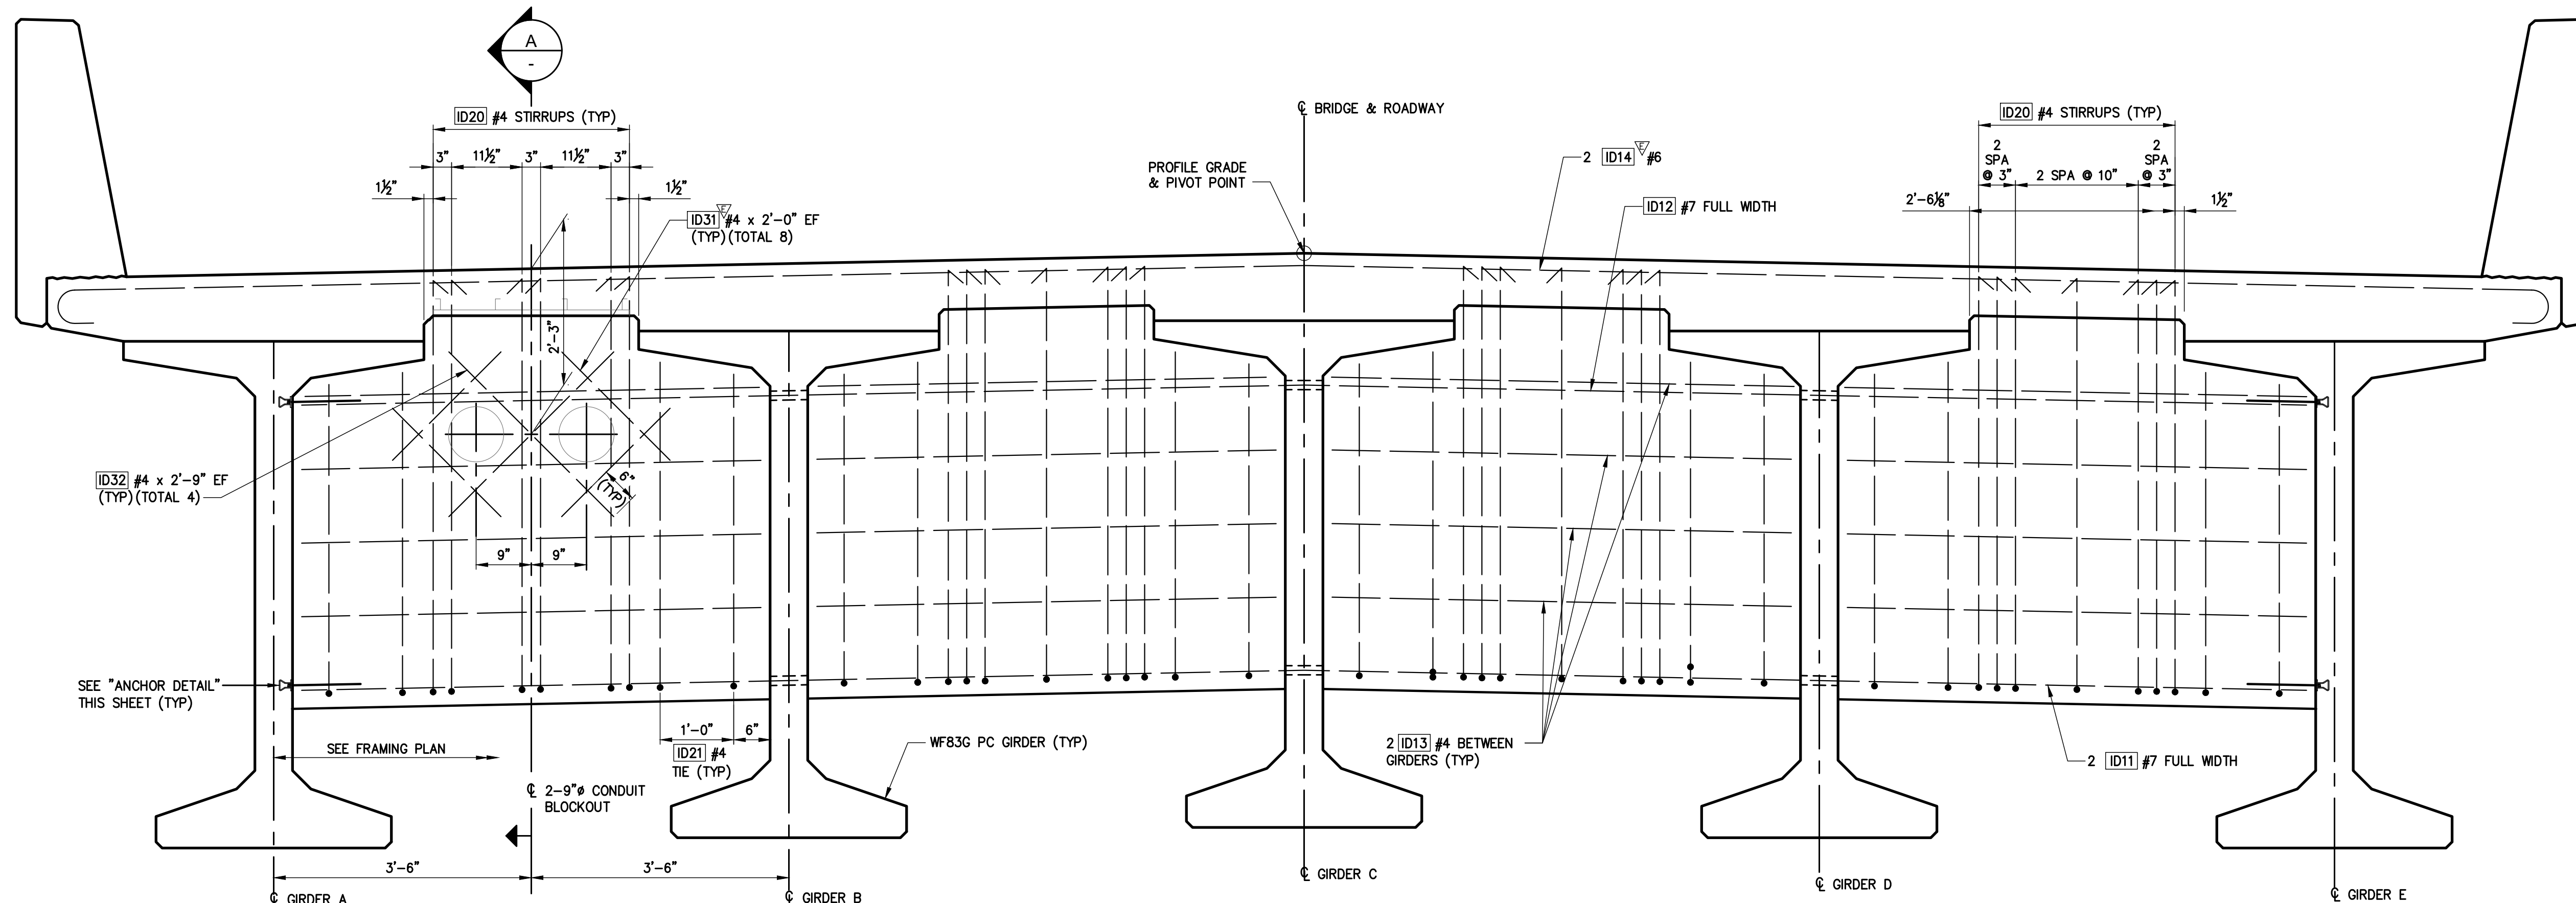 A
-
ID20 #4 STIRRUPS (TYP)
3" 11½" 3" 11½" 3"
1½" 1½"
ID31 E #4 x 2'-0" EF
(TYP)(TOTAL 8)
2'-3"
ID32 #4 x 2'-9" EF
(TYP)(TOTAL 4)
6"
(TYP)
9" 9"
SEE "ANCHOR DETAIL"
THIS SHEET (TYP)
SEE FRAMING PLAN
1'-0" 6"
ID21 #4
TIE (TYP)
℄ 2-9"ø CONDUIT
BLOCKOUT
3'-6" 3'-6"
℄ GIRDER A
℄ GIRDER B
WF83G PC GIRDER (TYP)
℄ BRIDGE & ROADWAY
PROFILE GRADE
& PIVOT POINT
2 ID14 E #6
ID12 #7 FULL WIDTH
2 ID13 #4 BETWEEN
GIRDERS (TYP)
℄ GIRDER C
℄ GIRDER D
ID20 #4 STIRRUPS (TYP)
2
SPA
@ 3"
2 SPA @ 10"
2
SPA
@ 3"
2'-6⅛" 1½"
2 ID11 #7 FULL WIDTH
℄ GIRDER E